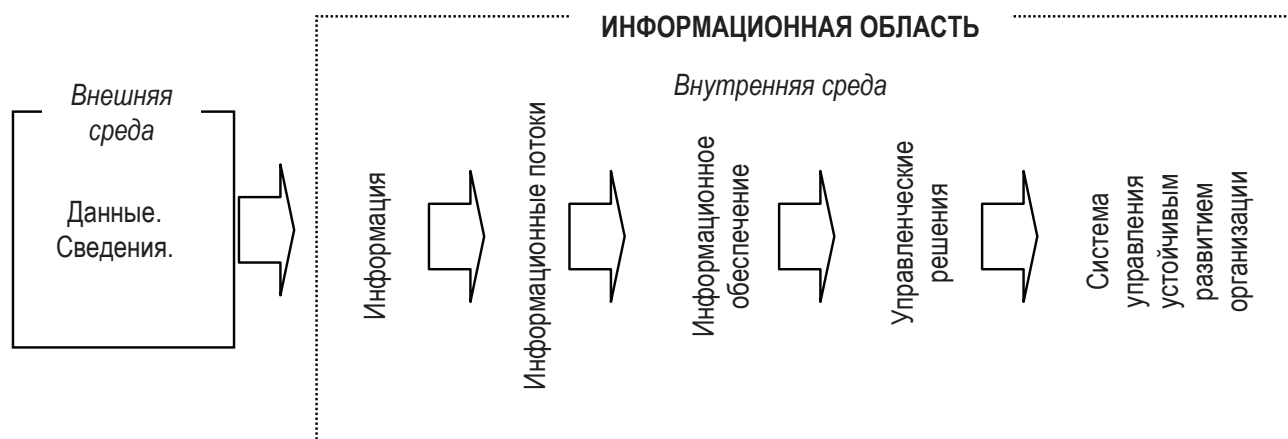 ИНФОРМАЦИОННАЯ ОБЛАСТЬ
Внутренняя среда
Внешняя
среда
Данные.
Сведения.
Информация
Информационные потоки
Информационное
обеспечение
Управленческие
решения
Система
управления
устойчивым
развитием
организации